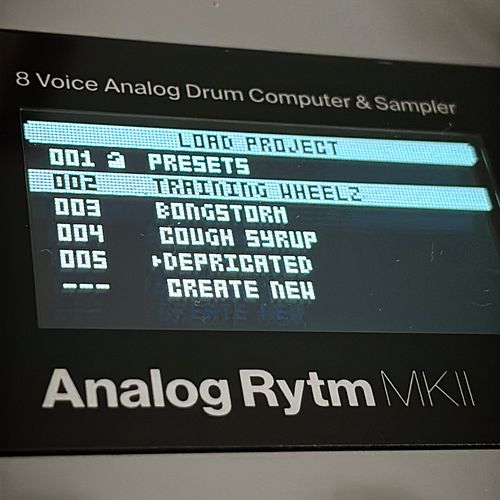 8 Voice Analog Drum Computer & Sampler
LOAD PROJECT
001 PRESETS
002 TRAINING WHEELZ
003 BONGSTORM
004 COUGH SYRUP
005 ▸DEPRICATED
--- CREATE NEW
Analog Rytm MKII